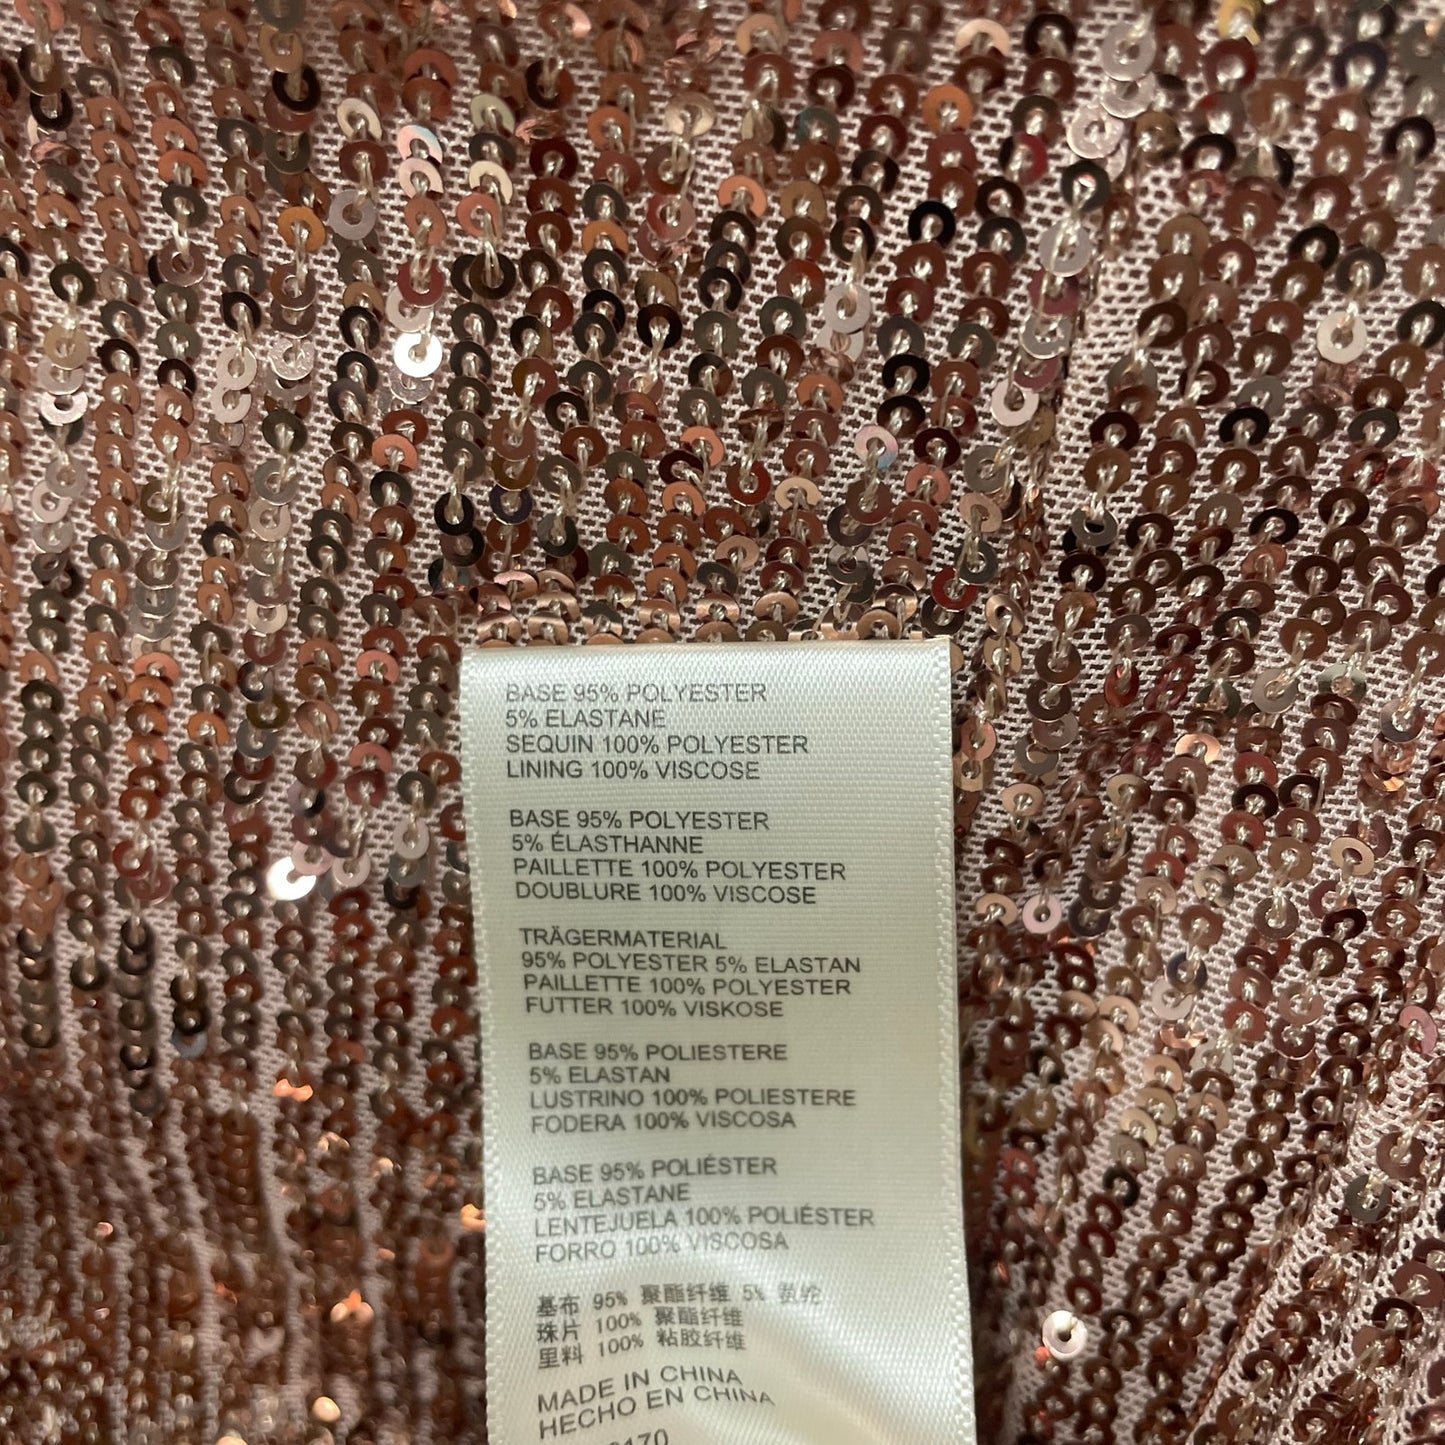 BASE 95% POLYESTER
5% ELASTANE
SEQUIN 100% POLYESTER
LINING 100% VISCOSE
BASE 95% POLYESTER
5% ÉLASTHANNE
PAILLETTE 100% POLYESTER
DOUBLURE 100% VISCOSE
TRÄGERMATERIAL
95% POLYESTER 5% ELASTAN
PAILLETTE 100% POLYESTER
FUTTER 100% VISKOSE
BASE 95% POLIESTERE
5% ELASTAN
LUSTRINO 100% POLIESTERE
FODERA 100% VISCOSA
BASE 95% POLIÉSTER
5% ELASTANE
LENTEJUELA 100% POLIÉSTER
FORRO 100% VISCOSA
基布 95% 聚酯纤维 5%
珠片 100% 聚酯纤维
里料 100% 粘胶纤维
MADE IN CHINA
HECHO EN CHINA